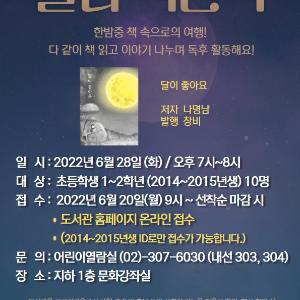 한밤중 책 속으로의 여행!
다 같이 책 읽고 이야기 나누며 독후 활동해요!
달이 좋아요
저자 나명남
발행 창비
일 시 : 2022년 6월 28일 (화) / 오후 7시~8시
대 상 : 초등학생 1~2학년 (2014~2015년생) 10명
접 수 : 2022년 6월 20일(월) 9시 ~ 선착순 마감 시
• 도서관 홈페이지 온라인 접수
• (2014~2015년생 ID로만 접수가 가능합니다.)
문 의 : 어린이열람실 (02)-307-6030 (내선 303, 304)
장 소 : 지하 1층 문화강좌실